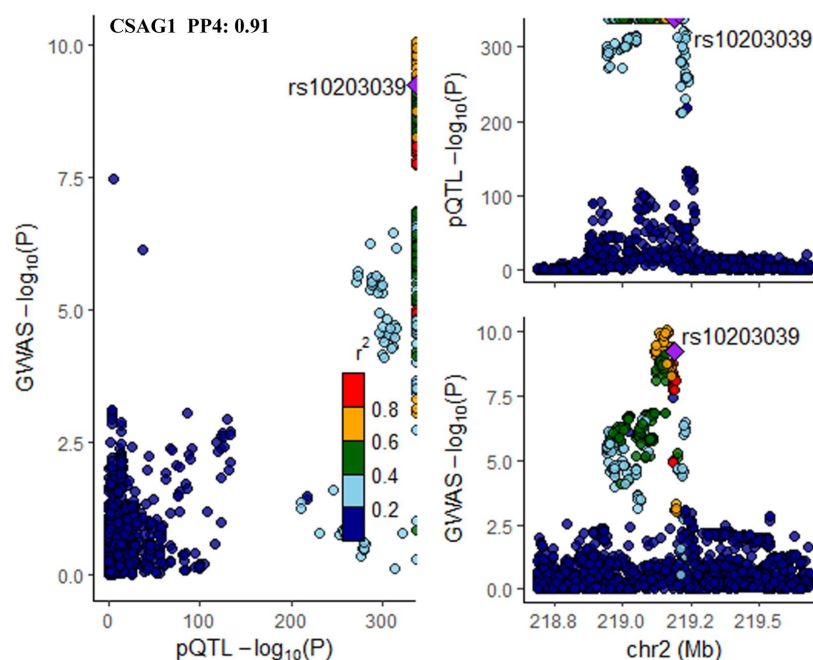 CSAG1 PP4: 0.91
rs10203039
GWAS −log10(P)
10.0
7.5
5.0
2.5
0.0
0
100
200
300
pQTL −log10(P)
r2
0.8
0.6
0.4
0.2
rs10203039
pQTL −log10(P)
300
200
100
0
rs10203039
GWAS −log10(P)
10.0
7.5
5.0
2.5
0.0
218.8
219.0
219.2
219.5
chr2 (Mb)